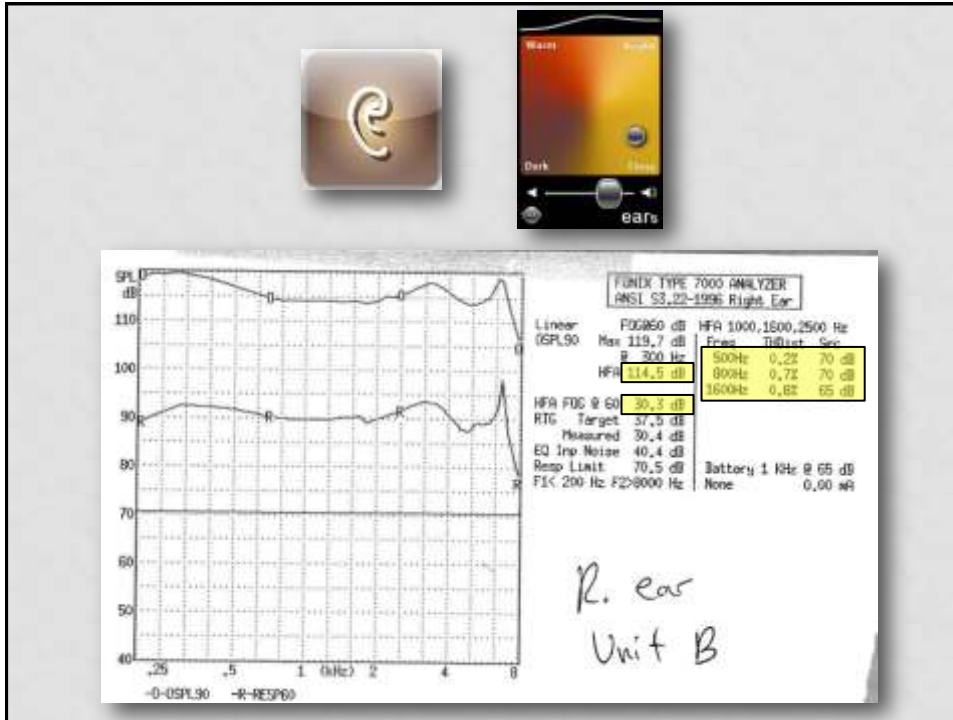 Warm Bright
Dark
ears
FONIX TYPE 7000 ANALYZER
ANSI S3.22-1996 Right Ear
Linear FOG@60 dB
OSPL90 Max 119.7 dB
@ 300 Hz
HFA 114.5 dB
HFA FOG @ 60 30.3 dB
RTG Target 37.5 dB
Measured 30.4 dB
EQ Inp Noise 40.4 dB
Resp Limit 70.5 dB
F1< 200 Hz F2>8000 Hz
HFA 1000,1600,2500 Hz
Freq THDist Src
500Hz 0.2% 70 dB
800Hz 0.7% 70 dB
1600Hz 0.8% 65 dB
Battery 1 KHz @ 65 dB
None 0.00 mA
SPL
dB
110
100
90
80
70
60
50
40
.25 .5 1 (kHz) 2 4 8
-O-OSPL90 -R-RESP60
R. ear
Unit B